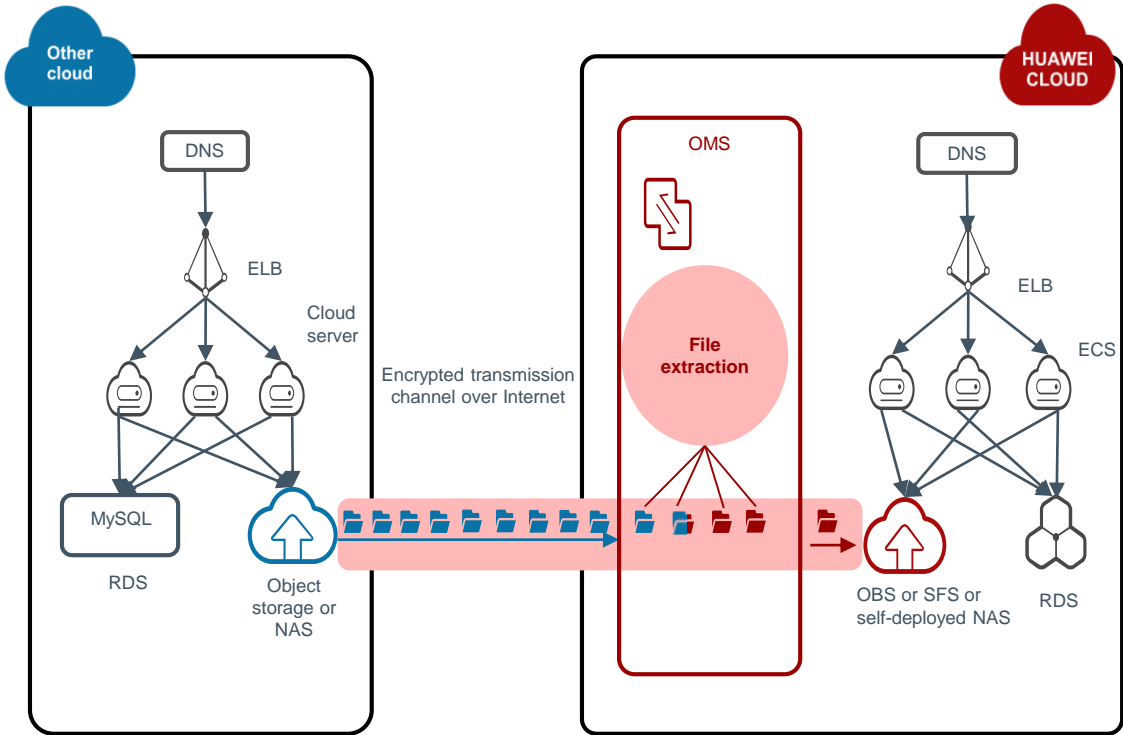 Other
cloud
DNS
ELB
Cloud
server
MySQL
RDS
Object
storage or
NAS
Encrypted transmission
channel over Internet
HUAWEI
CLOUD
OMS
File
extraction
DNS
ELB
ECS
OBS or SFS or
self-deployed NAS
RDS